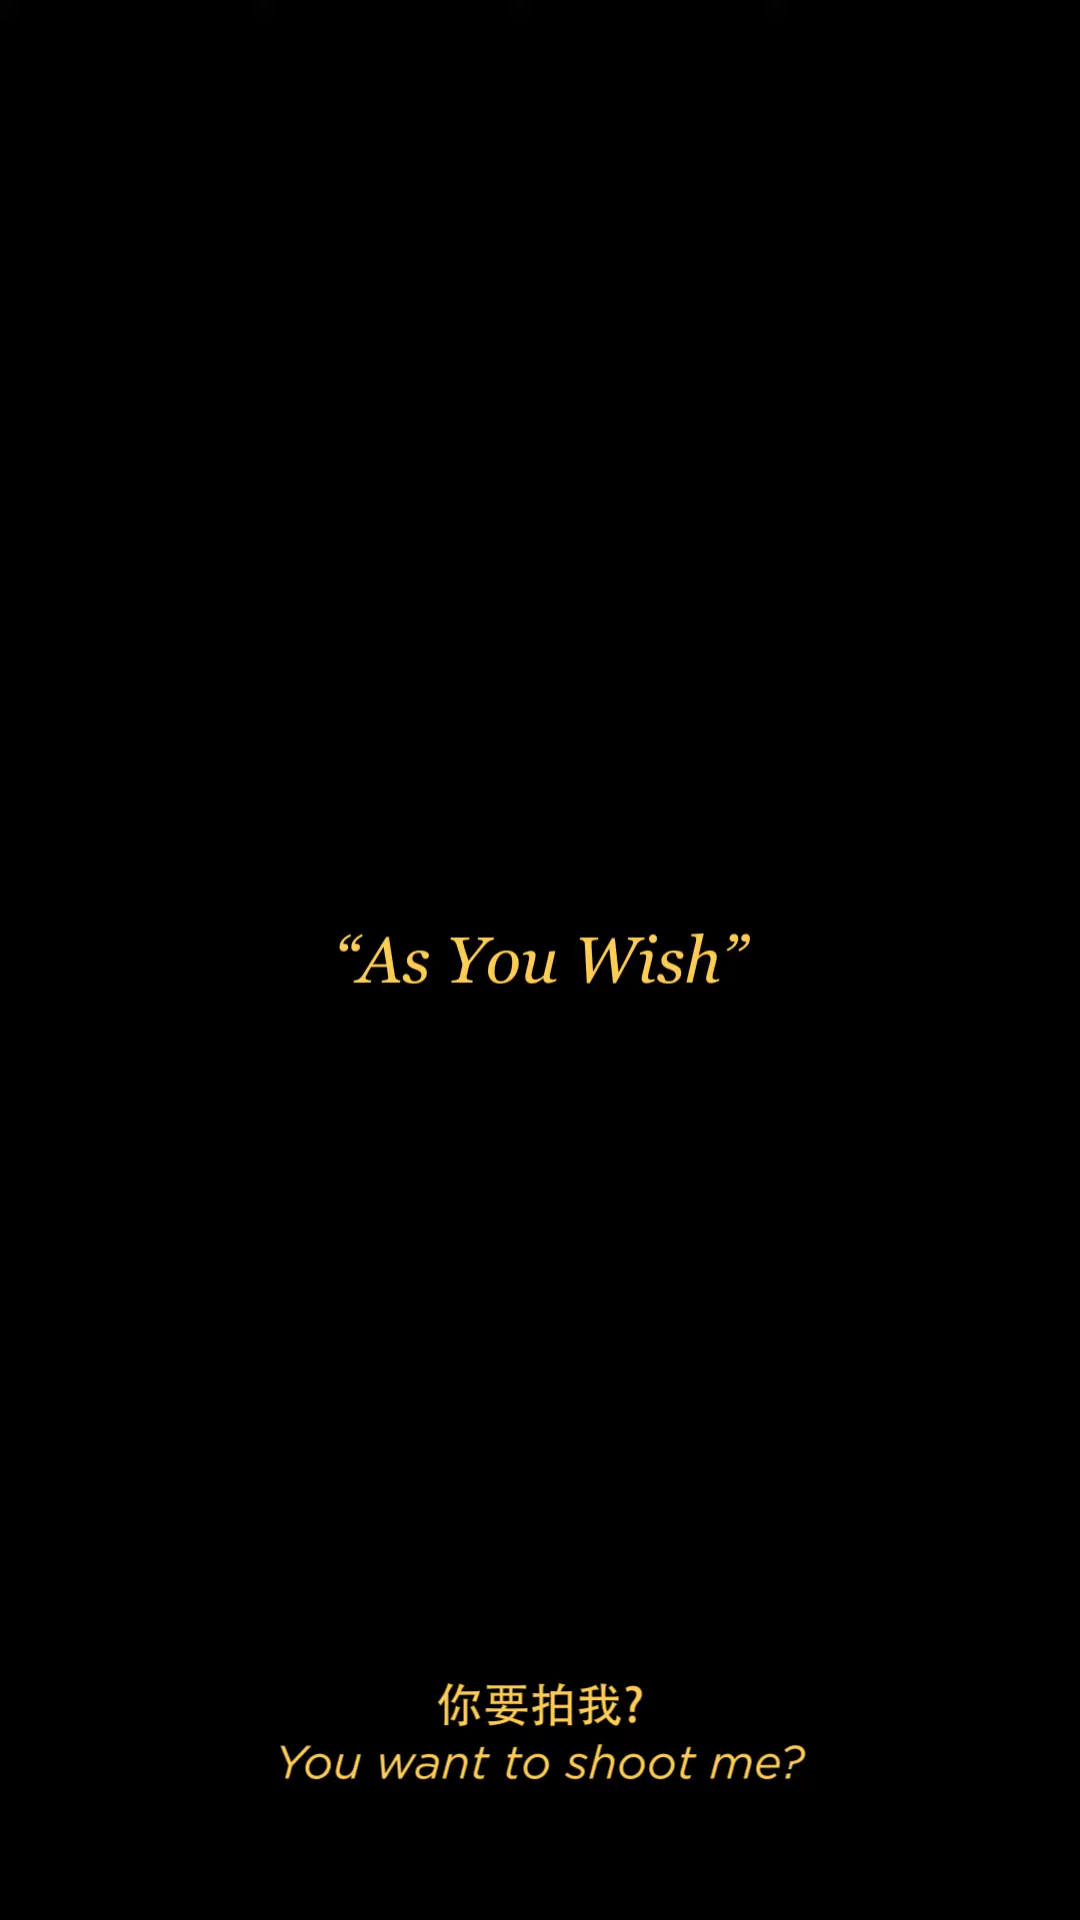 “As You Wish”
你要拍我?
You want to shoot me?